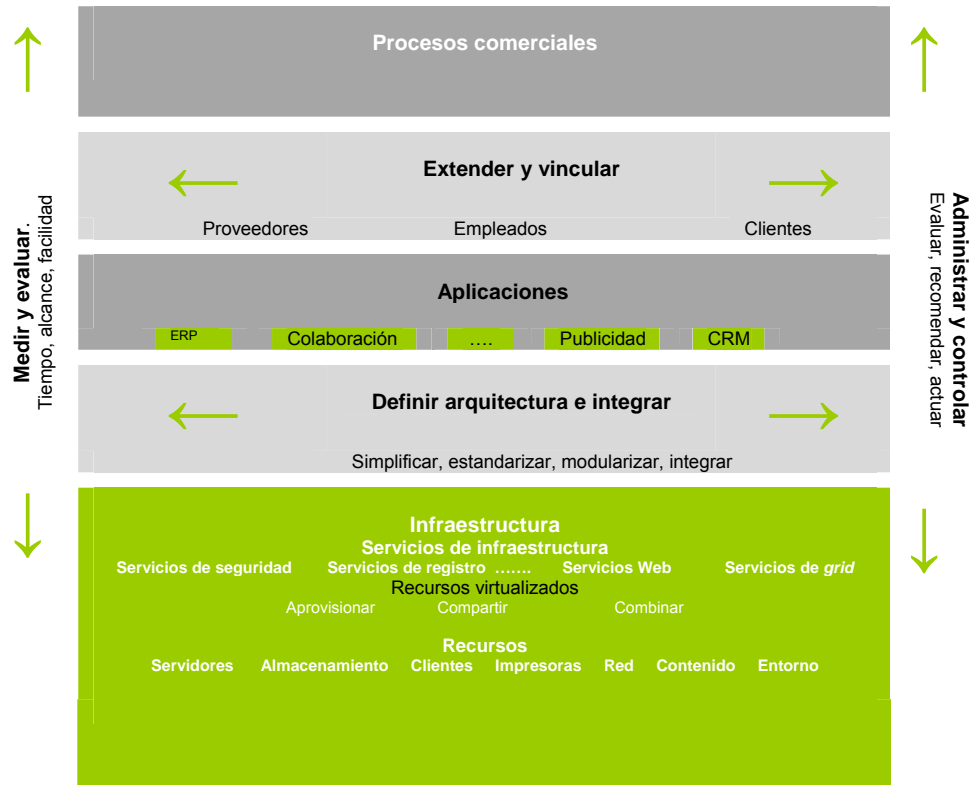 Procesos comerciales
Extender y vincular
Proveedores Empleados Clientes
Aplicaciones
ERP Colaboración …. Publicidad CRM
Definir arquitectura e integrar
Simplificar, estandarizar, modularizar, integrar
Infraestructura
Servicios de infraestructura
Servicios de seguridad Servicios de registro ……. Servicios Web Servicios de grid
Recursos virtualizados
Aprovisionar Compartir Combinar
Recursos
Servidores Almacenamiento Clientes Impresoras Red Contenido Entorno
Medir y evaluar.
Tiempo, alcance, facilidad
Administrar y controlar
Evaluar, recomendar, actuar